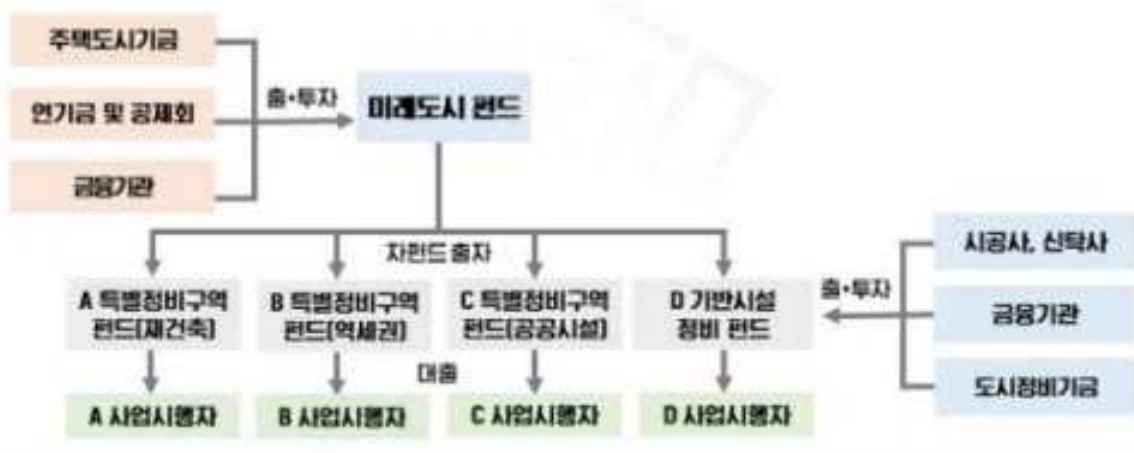 주택도시기금
연기금 및 공제회
금융기관
출•투자
미래도시 펀드
자펀드 출자
A 특별정비구역
펀드(재건축)
B 특별정비구역
펀드(역세권)
C 특별정비구역
펀드(공공시설)
D 기반시설
정비 펀드
출•투자
시공사, 신탁사
금융기관
도시정비기금
대출
A 사업시행자
B 사업시행자
C 사업시행자
D 사업시행자